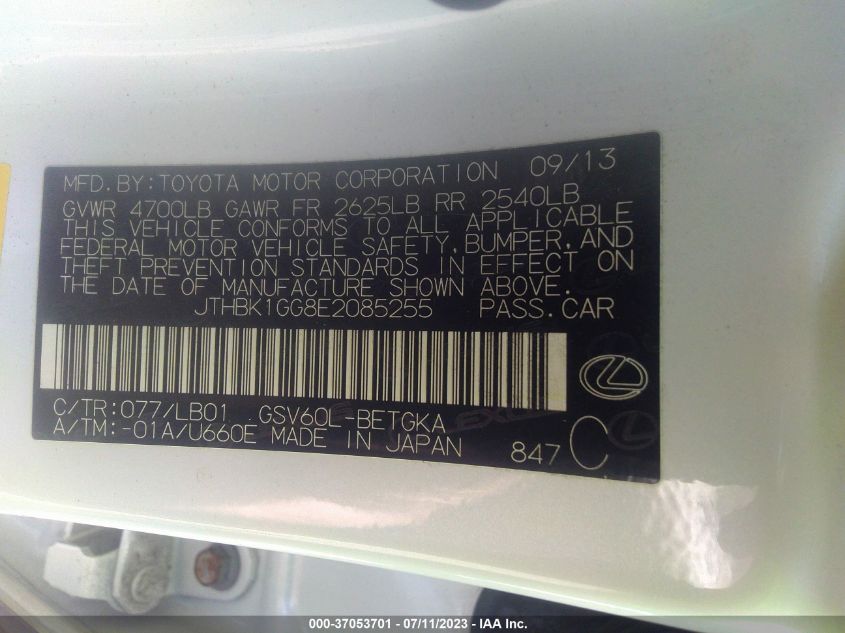 MFD. BY: TOYOTA MOTOR CORPORATION 09/13
GVWR 4700LB GAWR FR 2625LB RR 2540LB
THIS VEHICLE CONFORMS TO ALL APPLICABLE
FEDERAL MOTOR VEHICLE SAFETY, BUMPER, AND
THEFT PREVENTION STANDARDS IN EFFECT ON
THE DATE OF MANUFACTURE SHOWN ABOVE.
JTHBK1GG8E2085255 PASS. CAR
C/TR: 077/LB01 GSV60L-BETGKA
A/TM: -01A/U660E MADE IN JAPAN
847 C
000-37053701 - 07/11/2023 - IAA Inc.